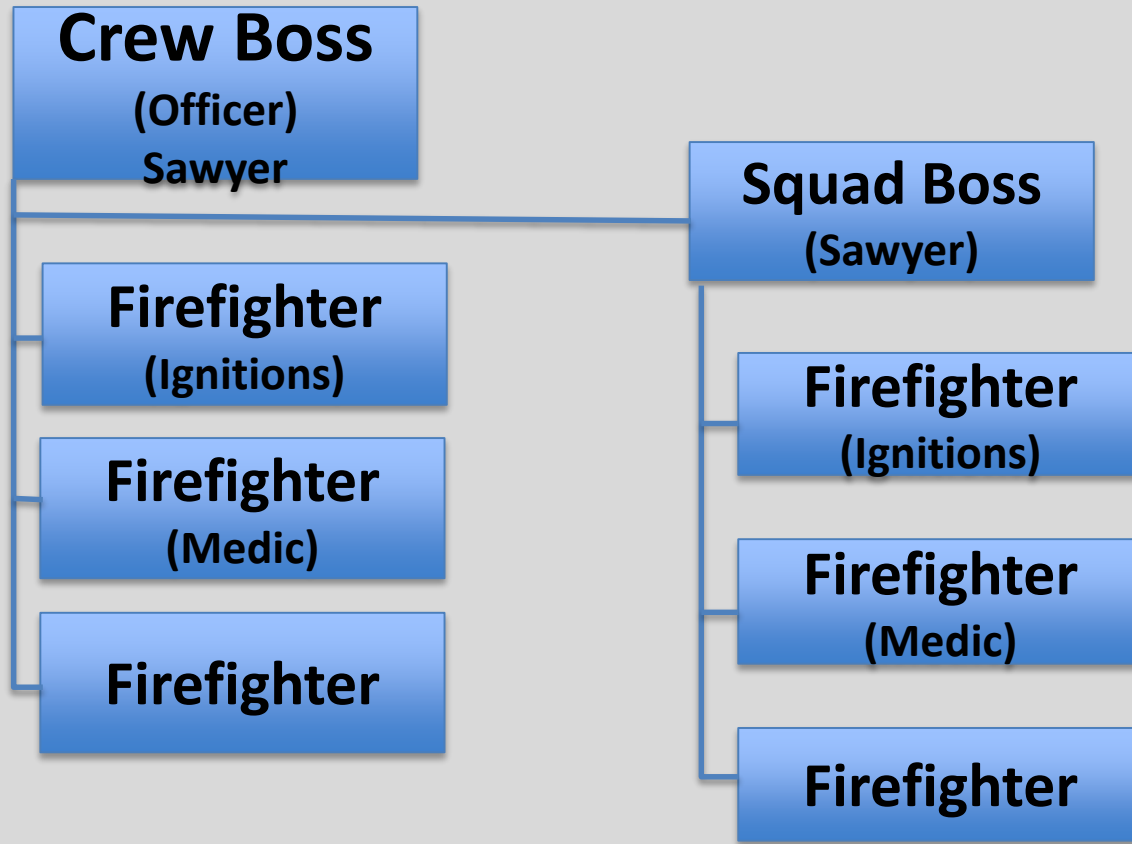 Crew Boss
(Officer)
Sawyer
Firefighter
(Ignitions)
Firefighter
(Medic)
Firefighter
Squad Boss
(Sawyer)
Firefighter
(Ignitions)
Firefighter
(Medic)
Firefighter